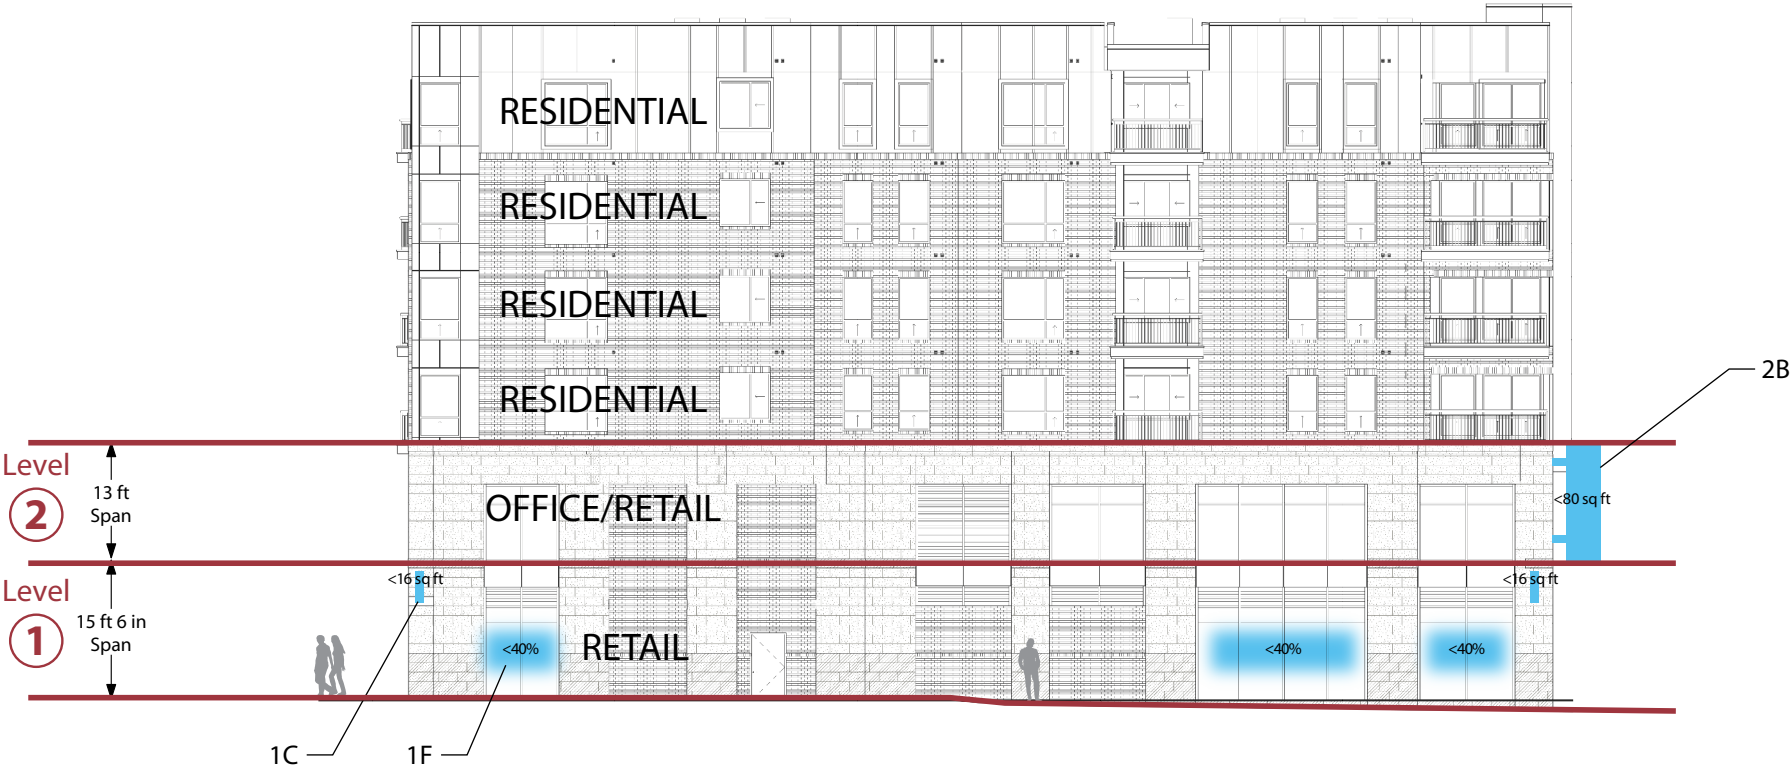 RESIDENTIAL
RESIDENTIAL
RESIDENTIAL
RESIDENTIAL
2B
Level
2
13 ft
Span
OFFICE/RETAIL
<80 sq ft
Level
1
15 ft 6 in
Span
<16 sq ft
<16 sq ft
<40%
RETAIL
<40%
<40%
1C
1F